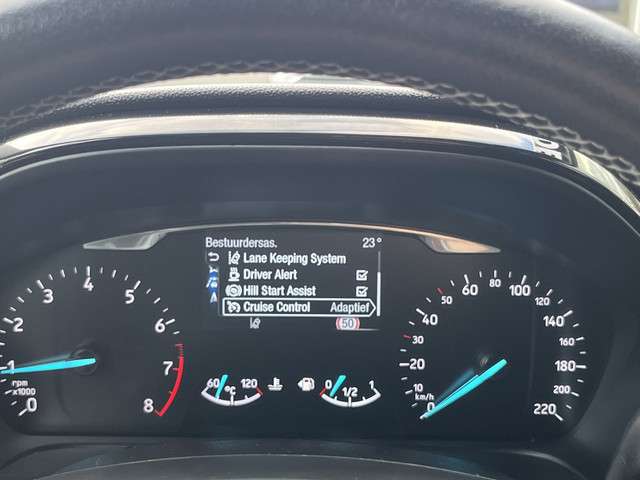 Bestuurdersas. 23°
Lane Keeping System
Driver Alert
Hill Start Assist
Cruise Control Adaptief
50
0
1
2
3
4
5
6
7
8
rpm
x1000
60 °C 120
0 1/2 1
0
10
20
30
40
50
60
80
100
120
140
160
180
200
220
km/h